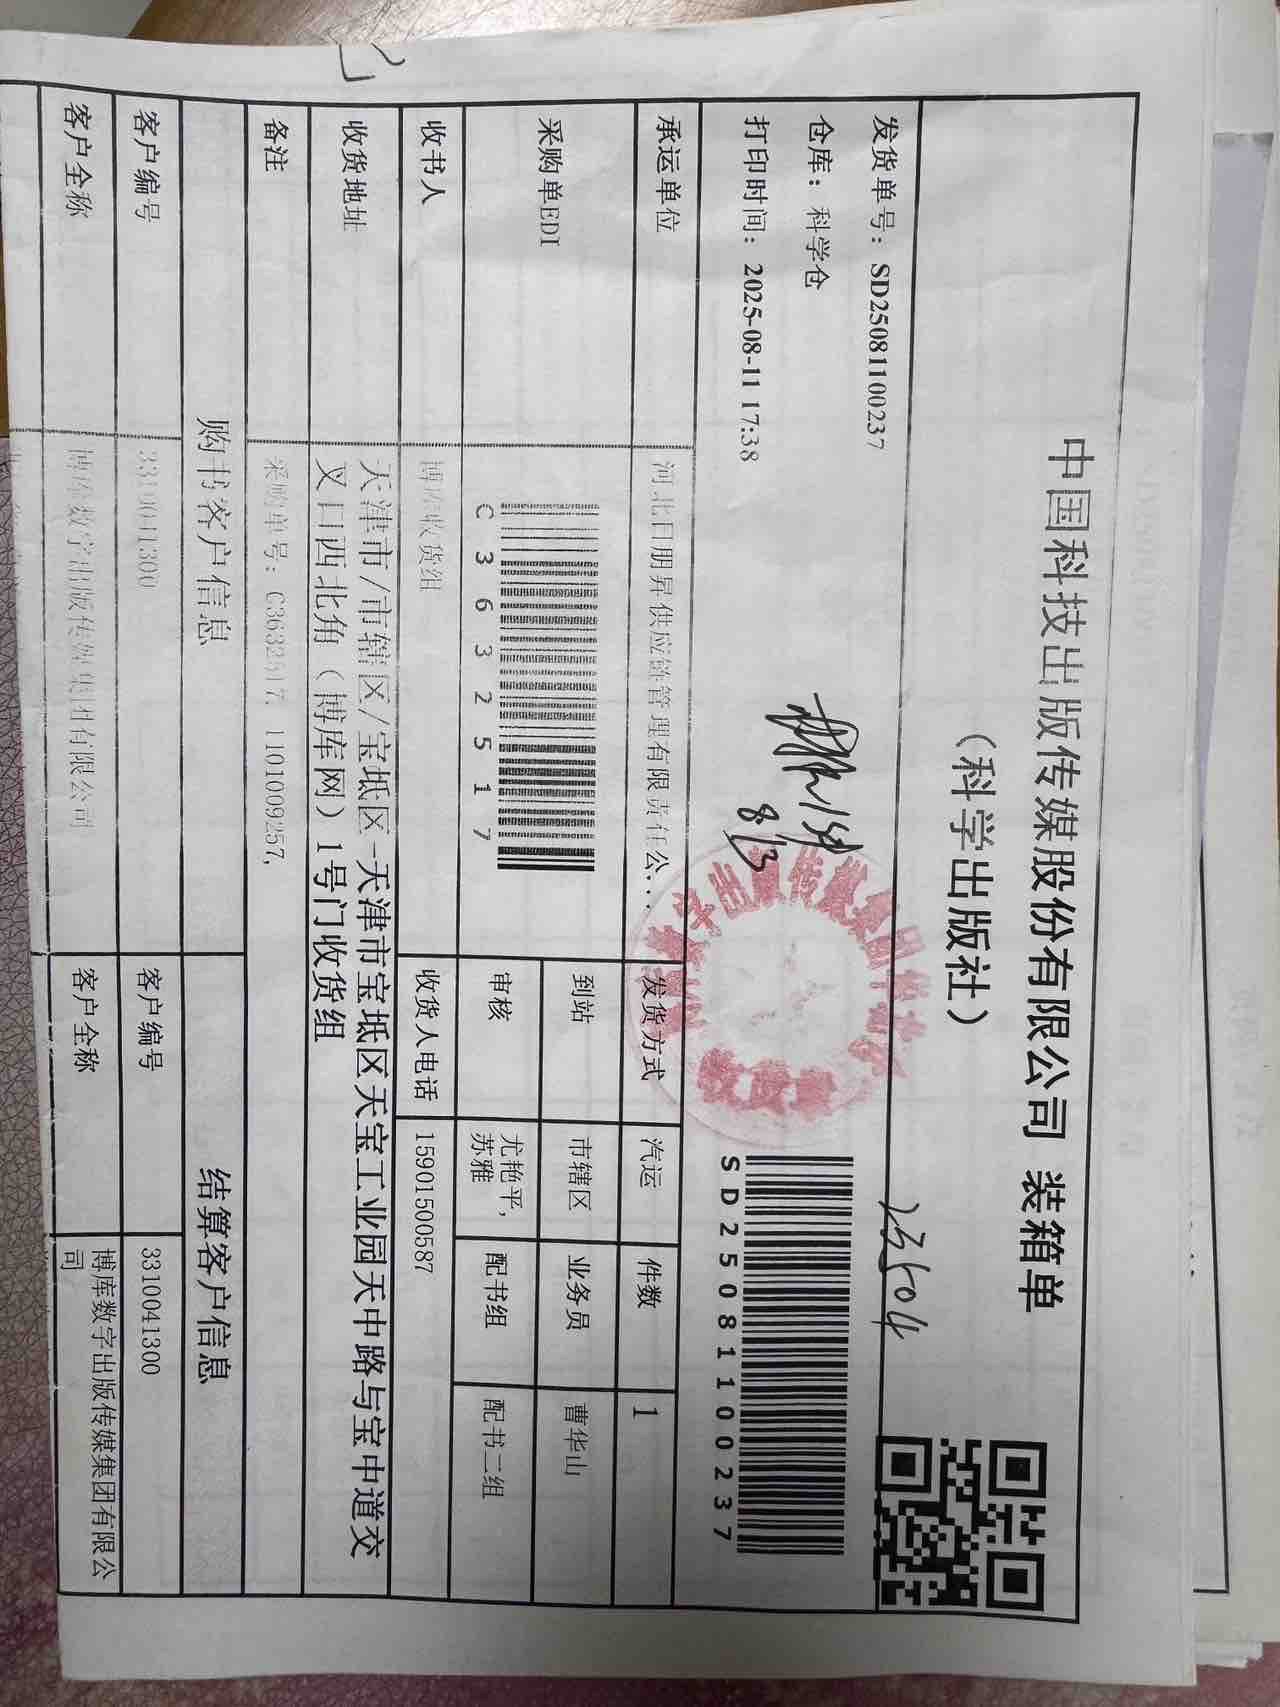 中国科技出版传媒股份有限公司 装箱单
（科学出版社）
23504
发货单号：SD25081100237
仓库：科学仓
打印时间：2025-08-11 17:38
8/13
SD25081100237
承运单位 河北日朋昇供应链管理有限责任公... 发货方式 汽运 件数 1
采购单EDI C3632517 到站 市辖区 业务员 曹华山
审核 尤艳平，苏雅 配书组 配书二组
收书人 博库收货组 收货人电话 15901500587
收货地址 天津市/市辖区/宝坻区-天津市宝坻区天宝工业园天中路与宝中道交
叉口西北角（博库网）1号门收货组
备注 采购单号：C3632517，1101009257，
购书客户信息 结算客户信息
客户编号 3310041300 客户编号 3310041300
客户全称 博库数字出版传媒集团有限公司 客户全称 博库数字出版传媒集团有限公
司